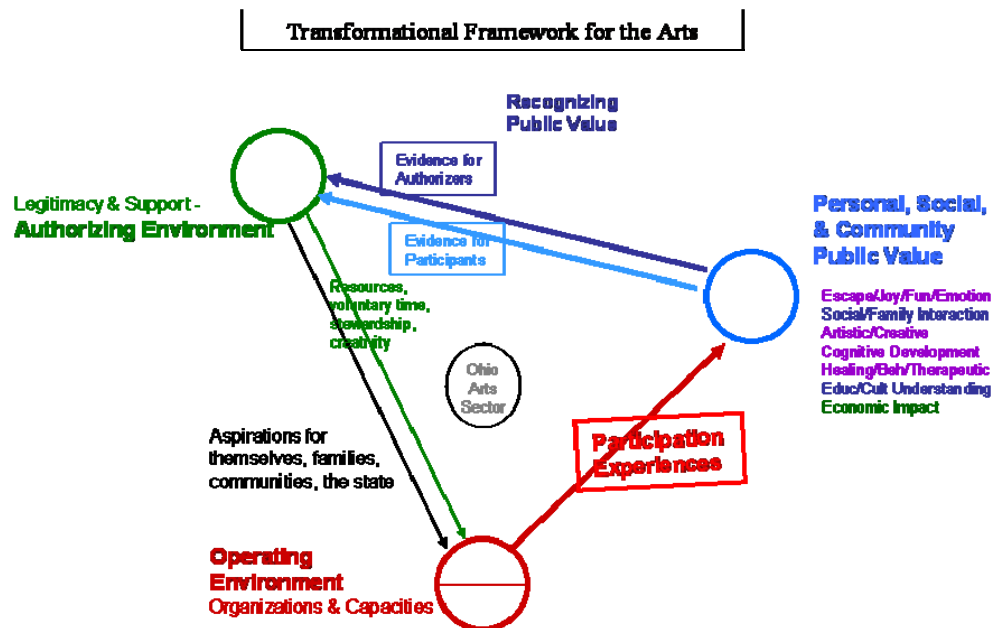 Transformational Framework for the Arts
Recognizing
Public Value
Evidence for
Authorizers
Legitimacy & Support -
Authorizing Environment
Evidence for
Participants
Personal, Social,
& Community
Public Value
Resources,
voluntary time,
stewardship,
creativity
Escape/Joy/Fun/Emotion
Social/Family Interaction
Artistic/Creative
Cognitive Development
Healing/Beh/Therapeutic
Educ/Cult Understanding
Economic Impact
Ohio
Arts
Sector
Aspirations for
themselves, families,
communities, the state
Participation
Experiences
Operating
Environment
Organizations & Capacities